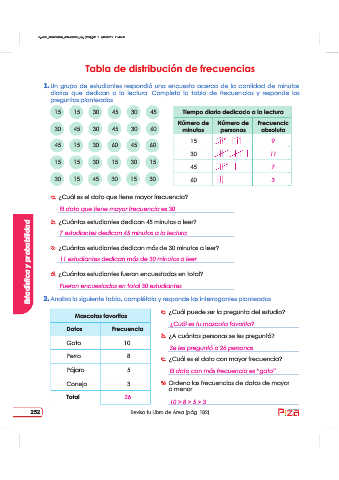 Tabla de distribución de frecuencias
1. Un grupo de estudiantes respondió una encuesta acerca de la cantidad de minutos
diarios que dedican a la lectura. Completa la tabla de frecuencias y responde las
preguntas planteadas.
15 15 30 45 30 45
30 45 30 45 30 60
45 15 30 60 45 60
15 15 30 15 30 15
30 15 45 30 15 30
Tiempo diario dedicado a la lectura
Número de minutos Número de personas Frecuencia absoluta
15 9
30 11
45 7
60 3
a. ¿Cuál es el dato que tiene mayor frecuencia?
El dato que tiene mayor frecuencia es 30
b. ¿Cuántos estudiantes dedican 45 minutos a leer?
7 estudiantes dedican 45 minutos a la lectura
c. ¿Cuántos estudiantes dedican más de 30 minutos a leer?
11 estudiantes dedican más de 30 minutos a leer
d. ¿Cuántos estudiantes fueron encuestados en total?
Fueron encuestados en total 30 estudiantes
Estadística y probabilidad
2. Analiza la siguiente tabla, complétala y responde las interrogantes planteadas
Mascotas favoritas
Datos Frecuencia
Gato 10
Perro 8
Pájaro 5
Conejo 3
Total 26
a. ¿Cuál puede ser la pregunta del estudio?
¿Cuál es tu mascota favorita?
b. ¿A cuántas personas se les preguntó?
Se les preguntó a 26 personas
c. ¿Cuál es el dato con mayor frecuencia?
El dato con más frecuencia es “gato”
Ordena las frecuencias de datos de mayor
a menor
10 > 8 > 5 > 3
252
Revisa tu Libro de Área